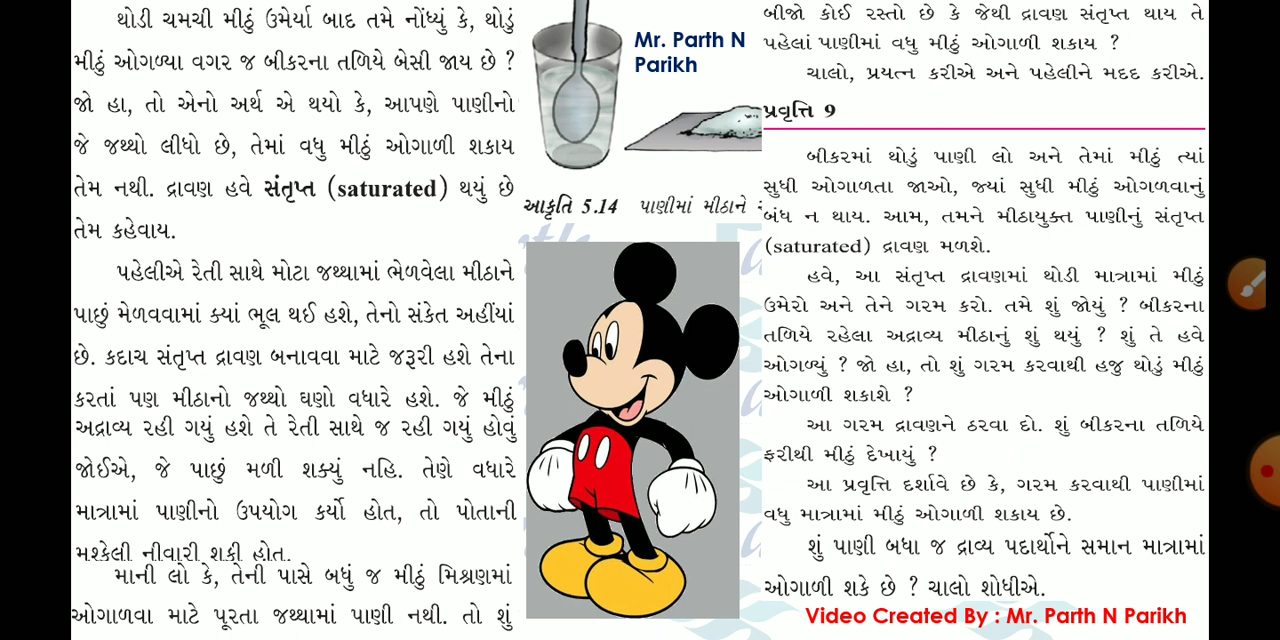 થોડી ચમચી મીઠું ઉમેર્યા બાદ તમે નોંધ્યું કે, થોડું
મીઠું ઓગળ્યા વગર જ બીકરના તળિયે બેસી જાય છે ?
જો હા, તો એનો અર્થ એ થયો કે, આપણે પાણીનો
જે જથ્થો લીધો છે, તેમાં વધુ મીઠું ઓગાળી શકાય
તેમ નથી. દ્રાવણ હવે સંતૃપ્ત (saturated) થયું છે
તેમ કહેવાય.
પહેલીએ રેતી સાથે મોટા જથ્થામાં ભેળવેલા મીઠાને
પાછું મેળવવામાં ક્યાં ભૂલ થઈ હશે, તેનો સંકેત અહીંયાં
છે. કદાચ સંતૃપ્ત દ્રાવણ બનાવવા માટે જરૂરી હશે તેના
કરતાં પણ મીઠાનો જથ્થો ઘણો વધારે હશે. જે મીઠું
અદ્રાવ્ય રહી ગયું હશે તે રેતી સાથે જ રહી ગયું હોવું
જોઈએ, જે પાછું મળી શક્યું નહિ. તેણે વધારે
માત્રામાં પાણીનો ઉપયોગ કર્યો હોત, તો પોતાની
મુશ્કેલી નીવારી શકી હોત.
માની લો કે, તેની પાસે બધું જ મીઠું મિશ્રણમાં
ઓગાળવા માટે પૂરતા જથ્થામાં પાણી નથી. તો શું
Mr. Parth N
Parikh
આકૃતિ 5.14 પાણીમાં મીઠાને
બીજો કોઈ રસ્તો છે કે જેથી દ્રાવણ સંતૃપ્ત થાય તે
પહેલાં પાણીમાં વધુ મીઠું ઓગાળી શકાય ?
ચાલો, પ્રયત્ન કરીએ અને પહેલીને મદદ કરીએ.
પ્રવૃત્તિ 9
બીકરમાં થોડું પાણી લો અને તેમાં મીઠું ત્યાં
સુધી ઓગાળતા જાઓ, જ્યાં સુધી મીઠું ઓગળવાનું
બંધ ન થાય. આમ, તમને મીઠાયુક્ત પાણીનું સંતૃપ્ત
(saturated) દ્રાવણ મળશે.
હવે, આ સંતૃપ્ત દ્રાવણમાં થોડી માત્રામાં મીઠું
ઉમેરો અને તેને ગરમ કરો. તમે શું જોયું ? બીકરના
તળિયે રહેલા અદ્રાવ્ય મીઠાનું શું થયું ? શું તે હવે
ઓગળ્યું ? જો હા, તો શું ગરમ કરવાથી હજુ થોડું મીઠું
ઓગાળી શકાશે ?
આ ગરમ દ્રાવણને ઠરવા દો. શું બીકરના તળિયે
ફરીથી મીઠું દેખાયું ?
આ પ્રવૃત્તિ દર્શાવે છે કે, ગરમ કરવાથી પાણીમાં
વધુ માત્રામાં મીઠું ઓગાળી શકાય છે.
શું પાણી બધા જ દ્રાવ્ય પદાર્થોને સમાન માત્રામાં
ઓગાળી શકે છે ? ચાલો શોધીએ.
Video Created By : Mr. Parth N Parikh